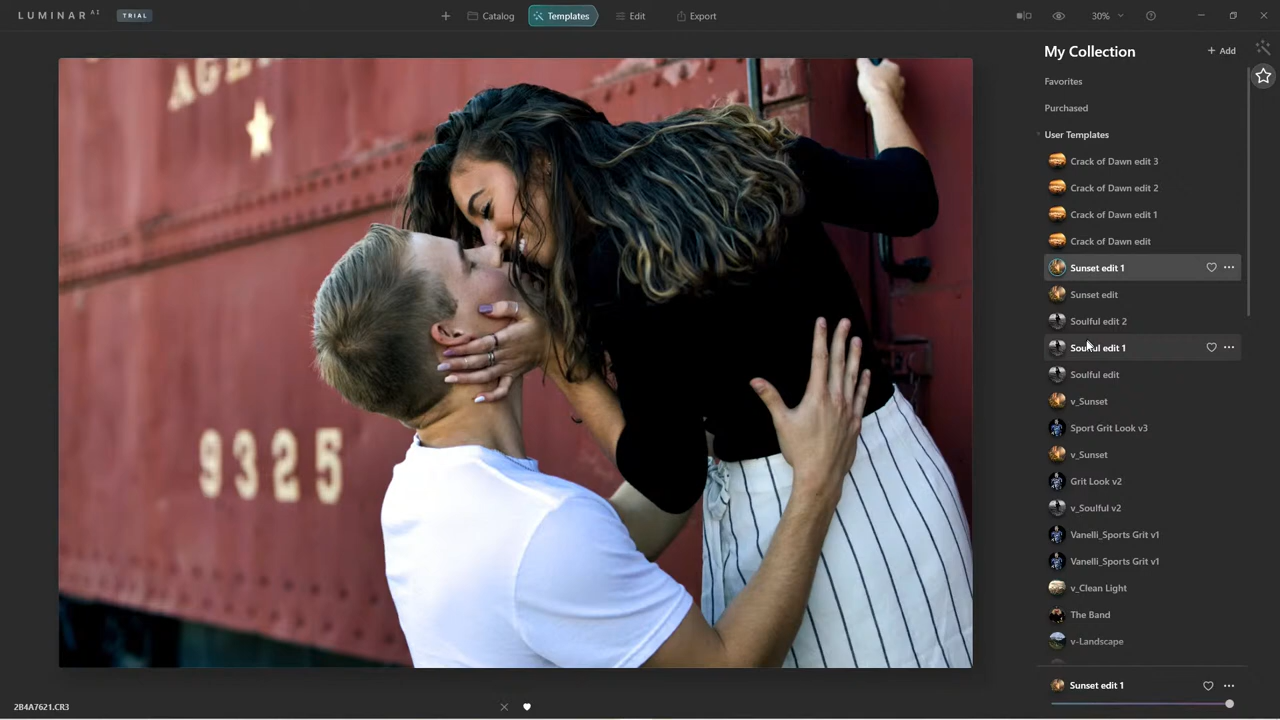 LUMINAR AI TRIAL
Catalog Templates Edit Export
30%
My Collection
Add
Favorites
Purchased
User Templates
Crack of Dawn edit 3
Crack of Dawn edit 2
Crack of Dawn edit 1
Crack of Dawn edit
Sunset edit 1
Sunset edit
Soulful edit 2
Soulful edit 1
Soulful edit
v_Sunset
Sport Grit Look v3
v_Sunset
Grit Look v2
v_Soulful v2
Vanelli_Sports Grit v1
Vanelli_Sports Grit v1
v_Clean Light
The Band
v-Landscape
Sunset edit 1
9325
2B4A7621.CR3